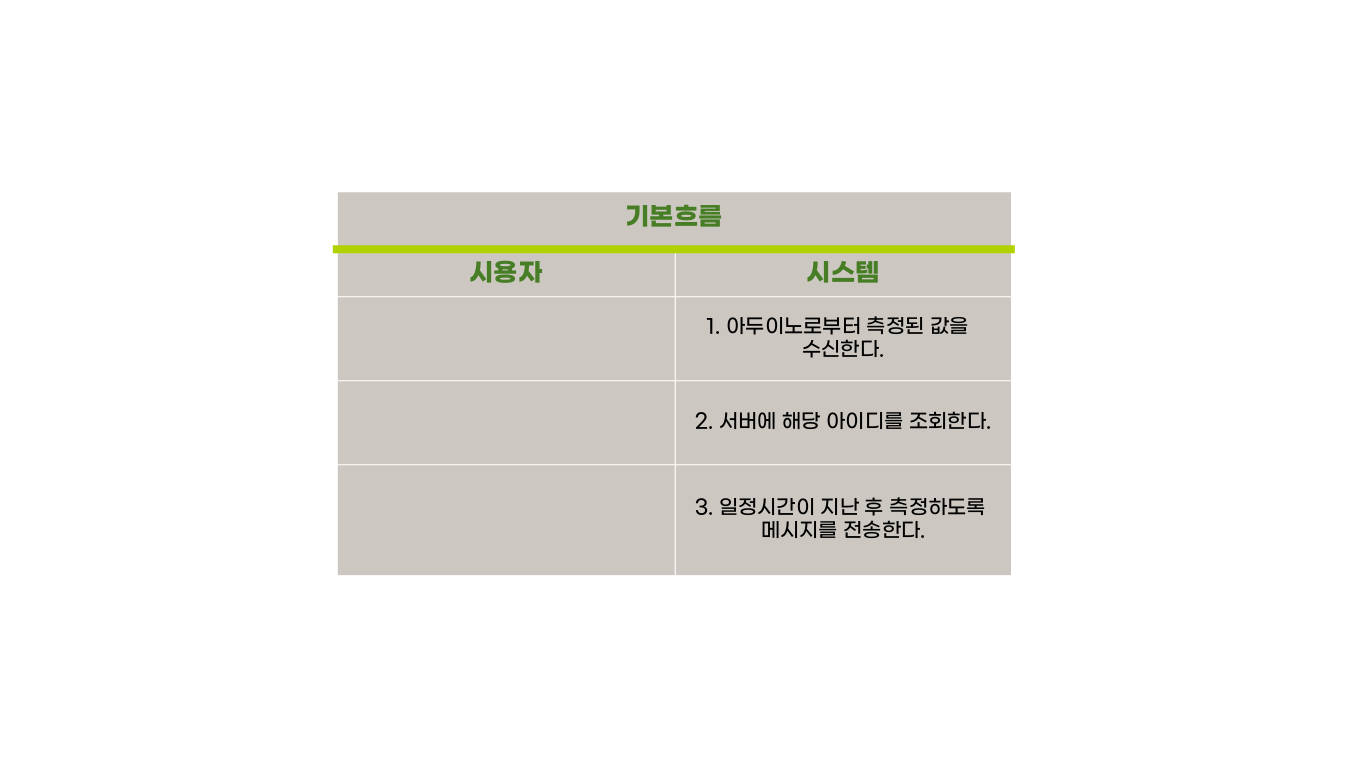 기본흐름
시용자
시스템
1. 아두이노로부터 측정된 값을
수신한다.
2. 서버에 해당 아이디를 조회한다.
3. 일정시간이 지난 후 측정하도록
메시지를 전송한다.